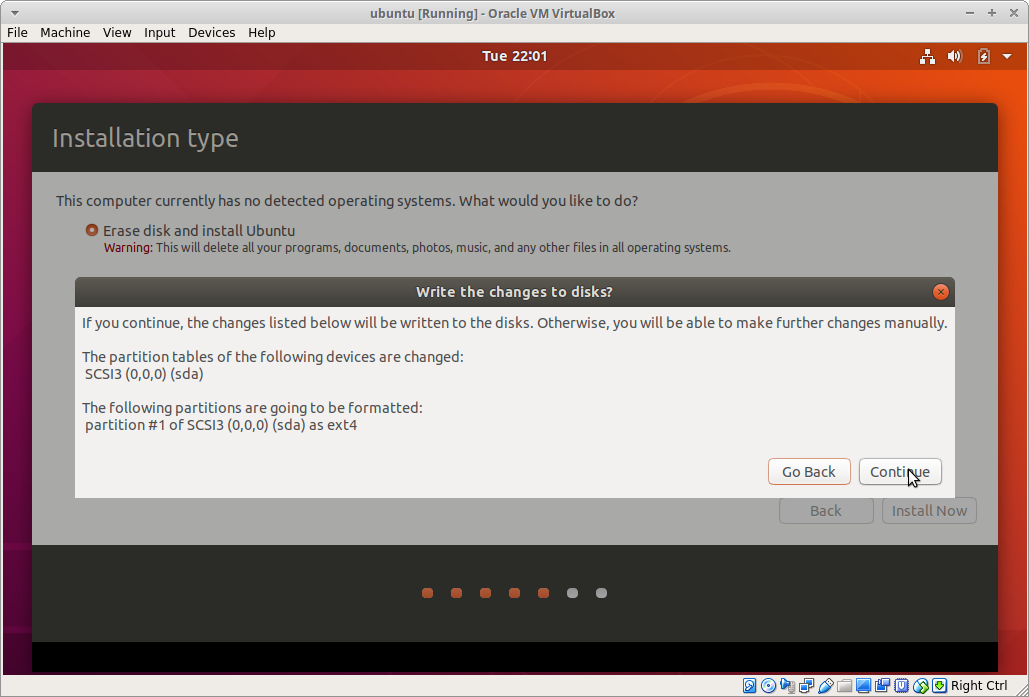 ubuntu [Running] - Oracle VM VirtualBox
File Machine View Input Devices Help
Tue 22:01
Installation type
This computer currently has no detected operating systems. What would you like to do?
Erase disk and install Ubuntu
Warning: This will delete all your programs, documents, photos, music, and any other files in all operating systems.
Write the changes to disks?
If you continue, the changes listed below will be written to the disks. Otherwise, you will be able to make further changes manually.
The partition tables of the following devices are changed:
SCSI3 (0,0,0) (sda)
The following partitions are going to be formatted:
partition #1 of SCSI3 (0,0,0) (sda) as ext4
Go Back Continue
Back Install Now
Right Ctrl